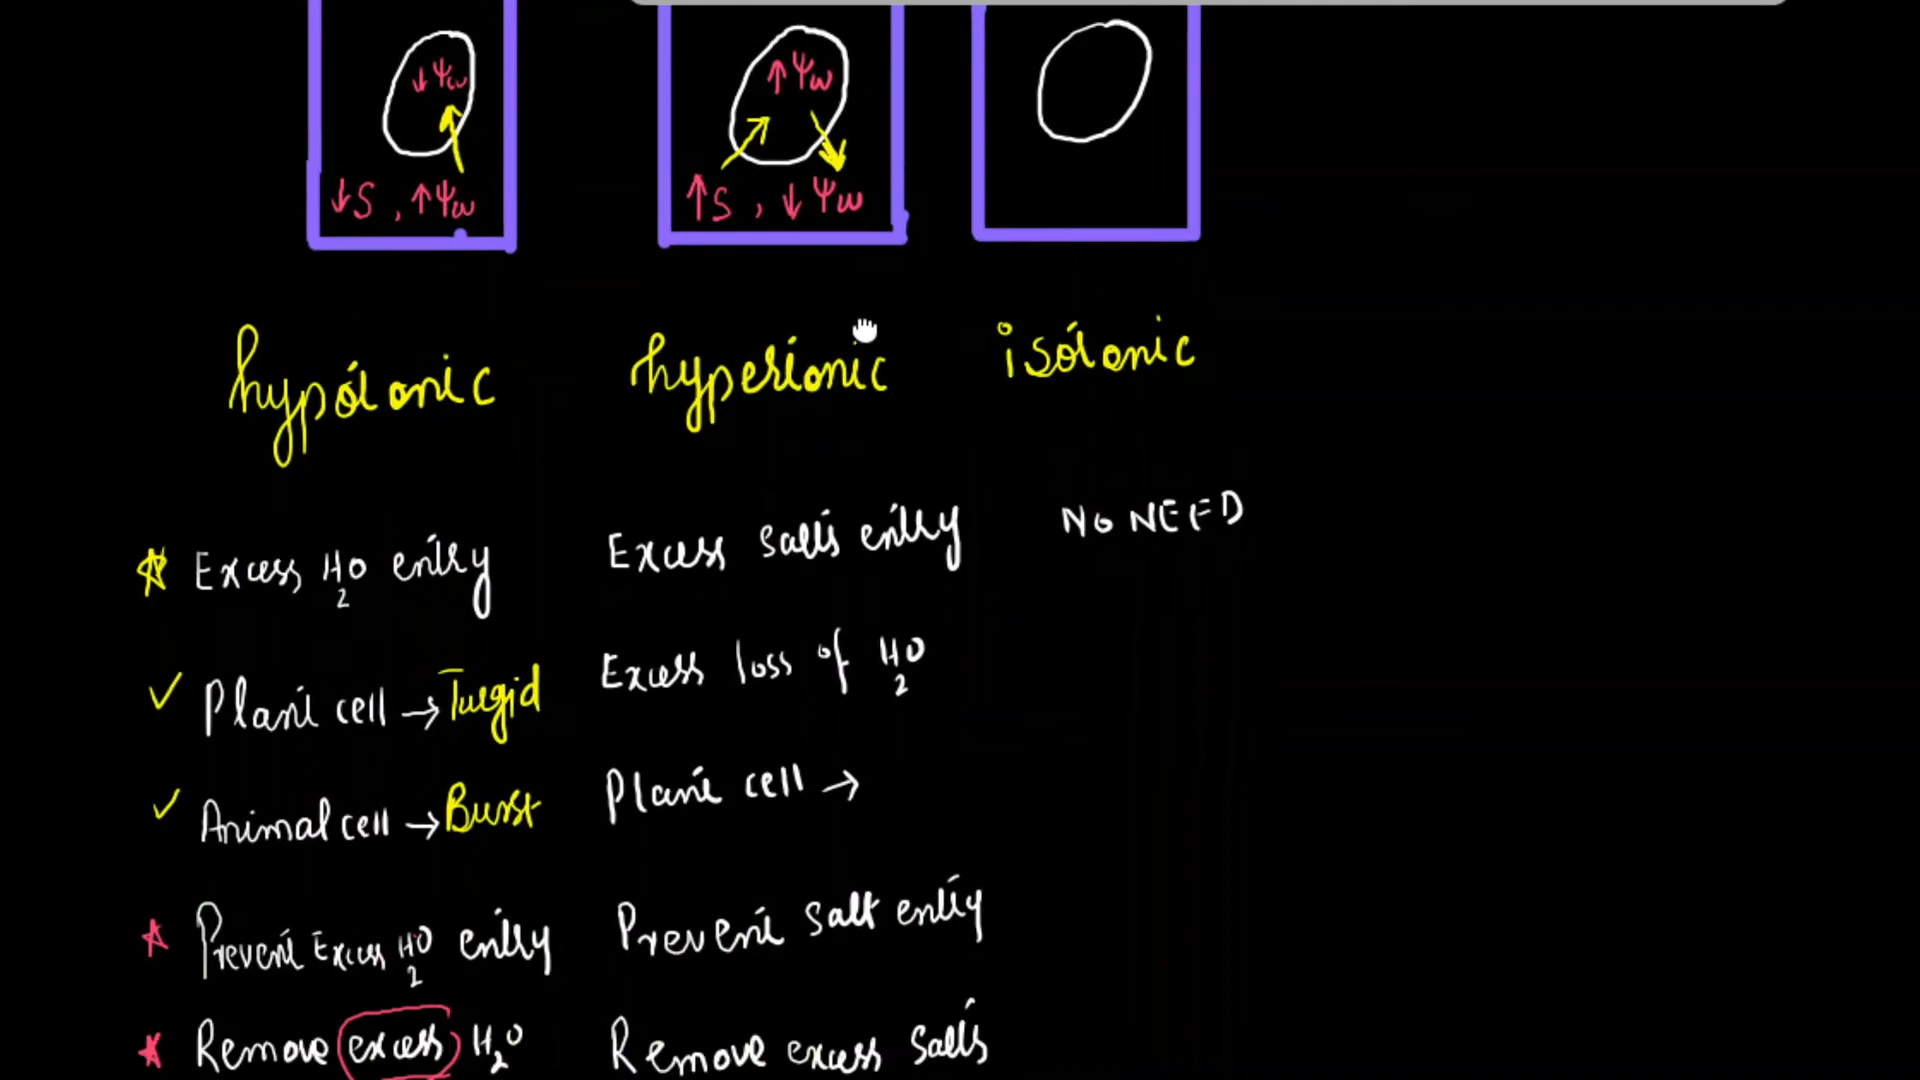 ↓Ψw ↑Ψw
↓S, ↑Ψw ↑S, ↓Ψw
hypotonic hypertonic isotonic
Excess H2O entry Excess salts entry NO NEED
Plant cell → Turgid Excess loss of H2O
Animal cell → Burst Plant cell →
Prevent Excess H2O entry Prevent salt entry
Remove excess H2O Remove excess salts